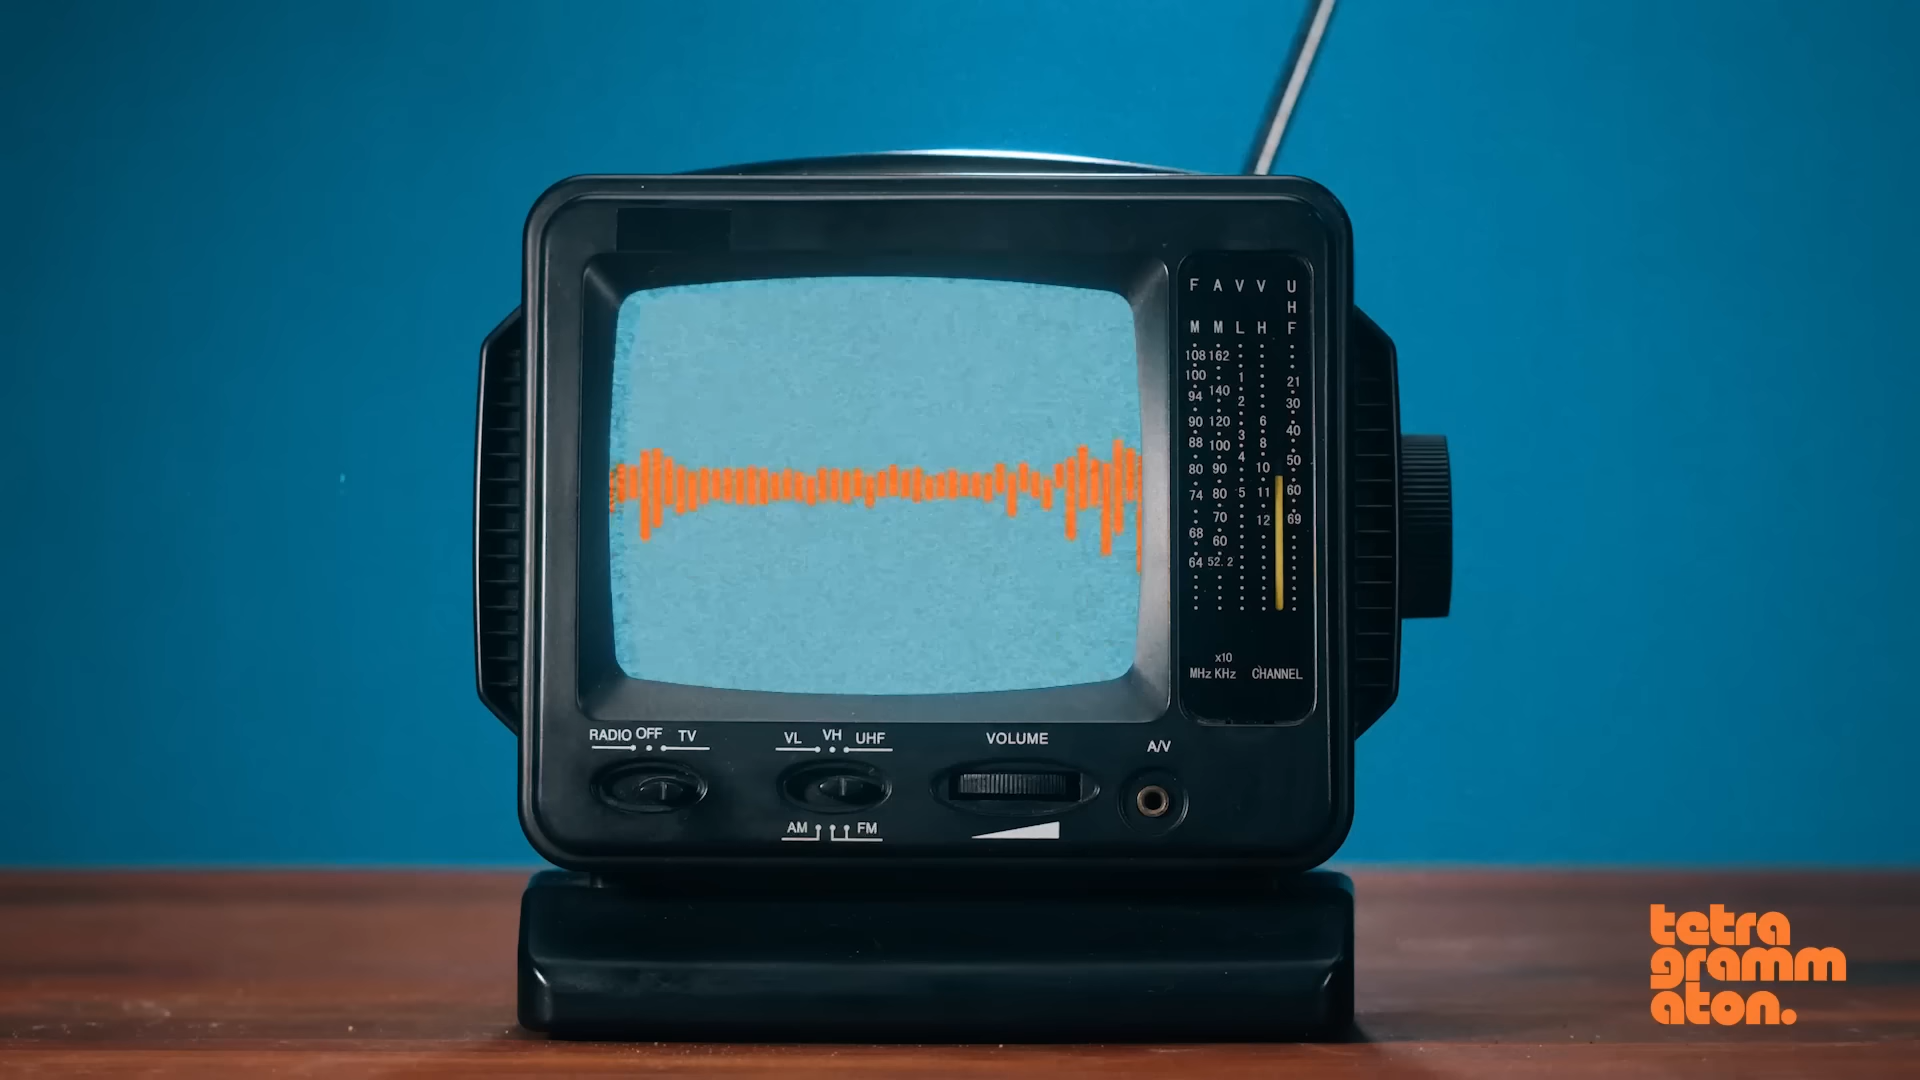 F A V V U
H
M M L H F
108 162
100 1 21
94 140 2 30
90 120 3 6 40
88 100 4 8
80 90 10 50
74 80 5 11 60
70 12 69
68 60
64 52.2
x10
MHz KHz CHANNEL
RADIO OFF TV
VL VH UHF
VOLUME
A/V
AM FM
tetra
gramm
aton.